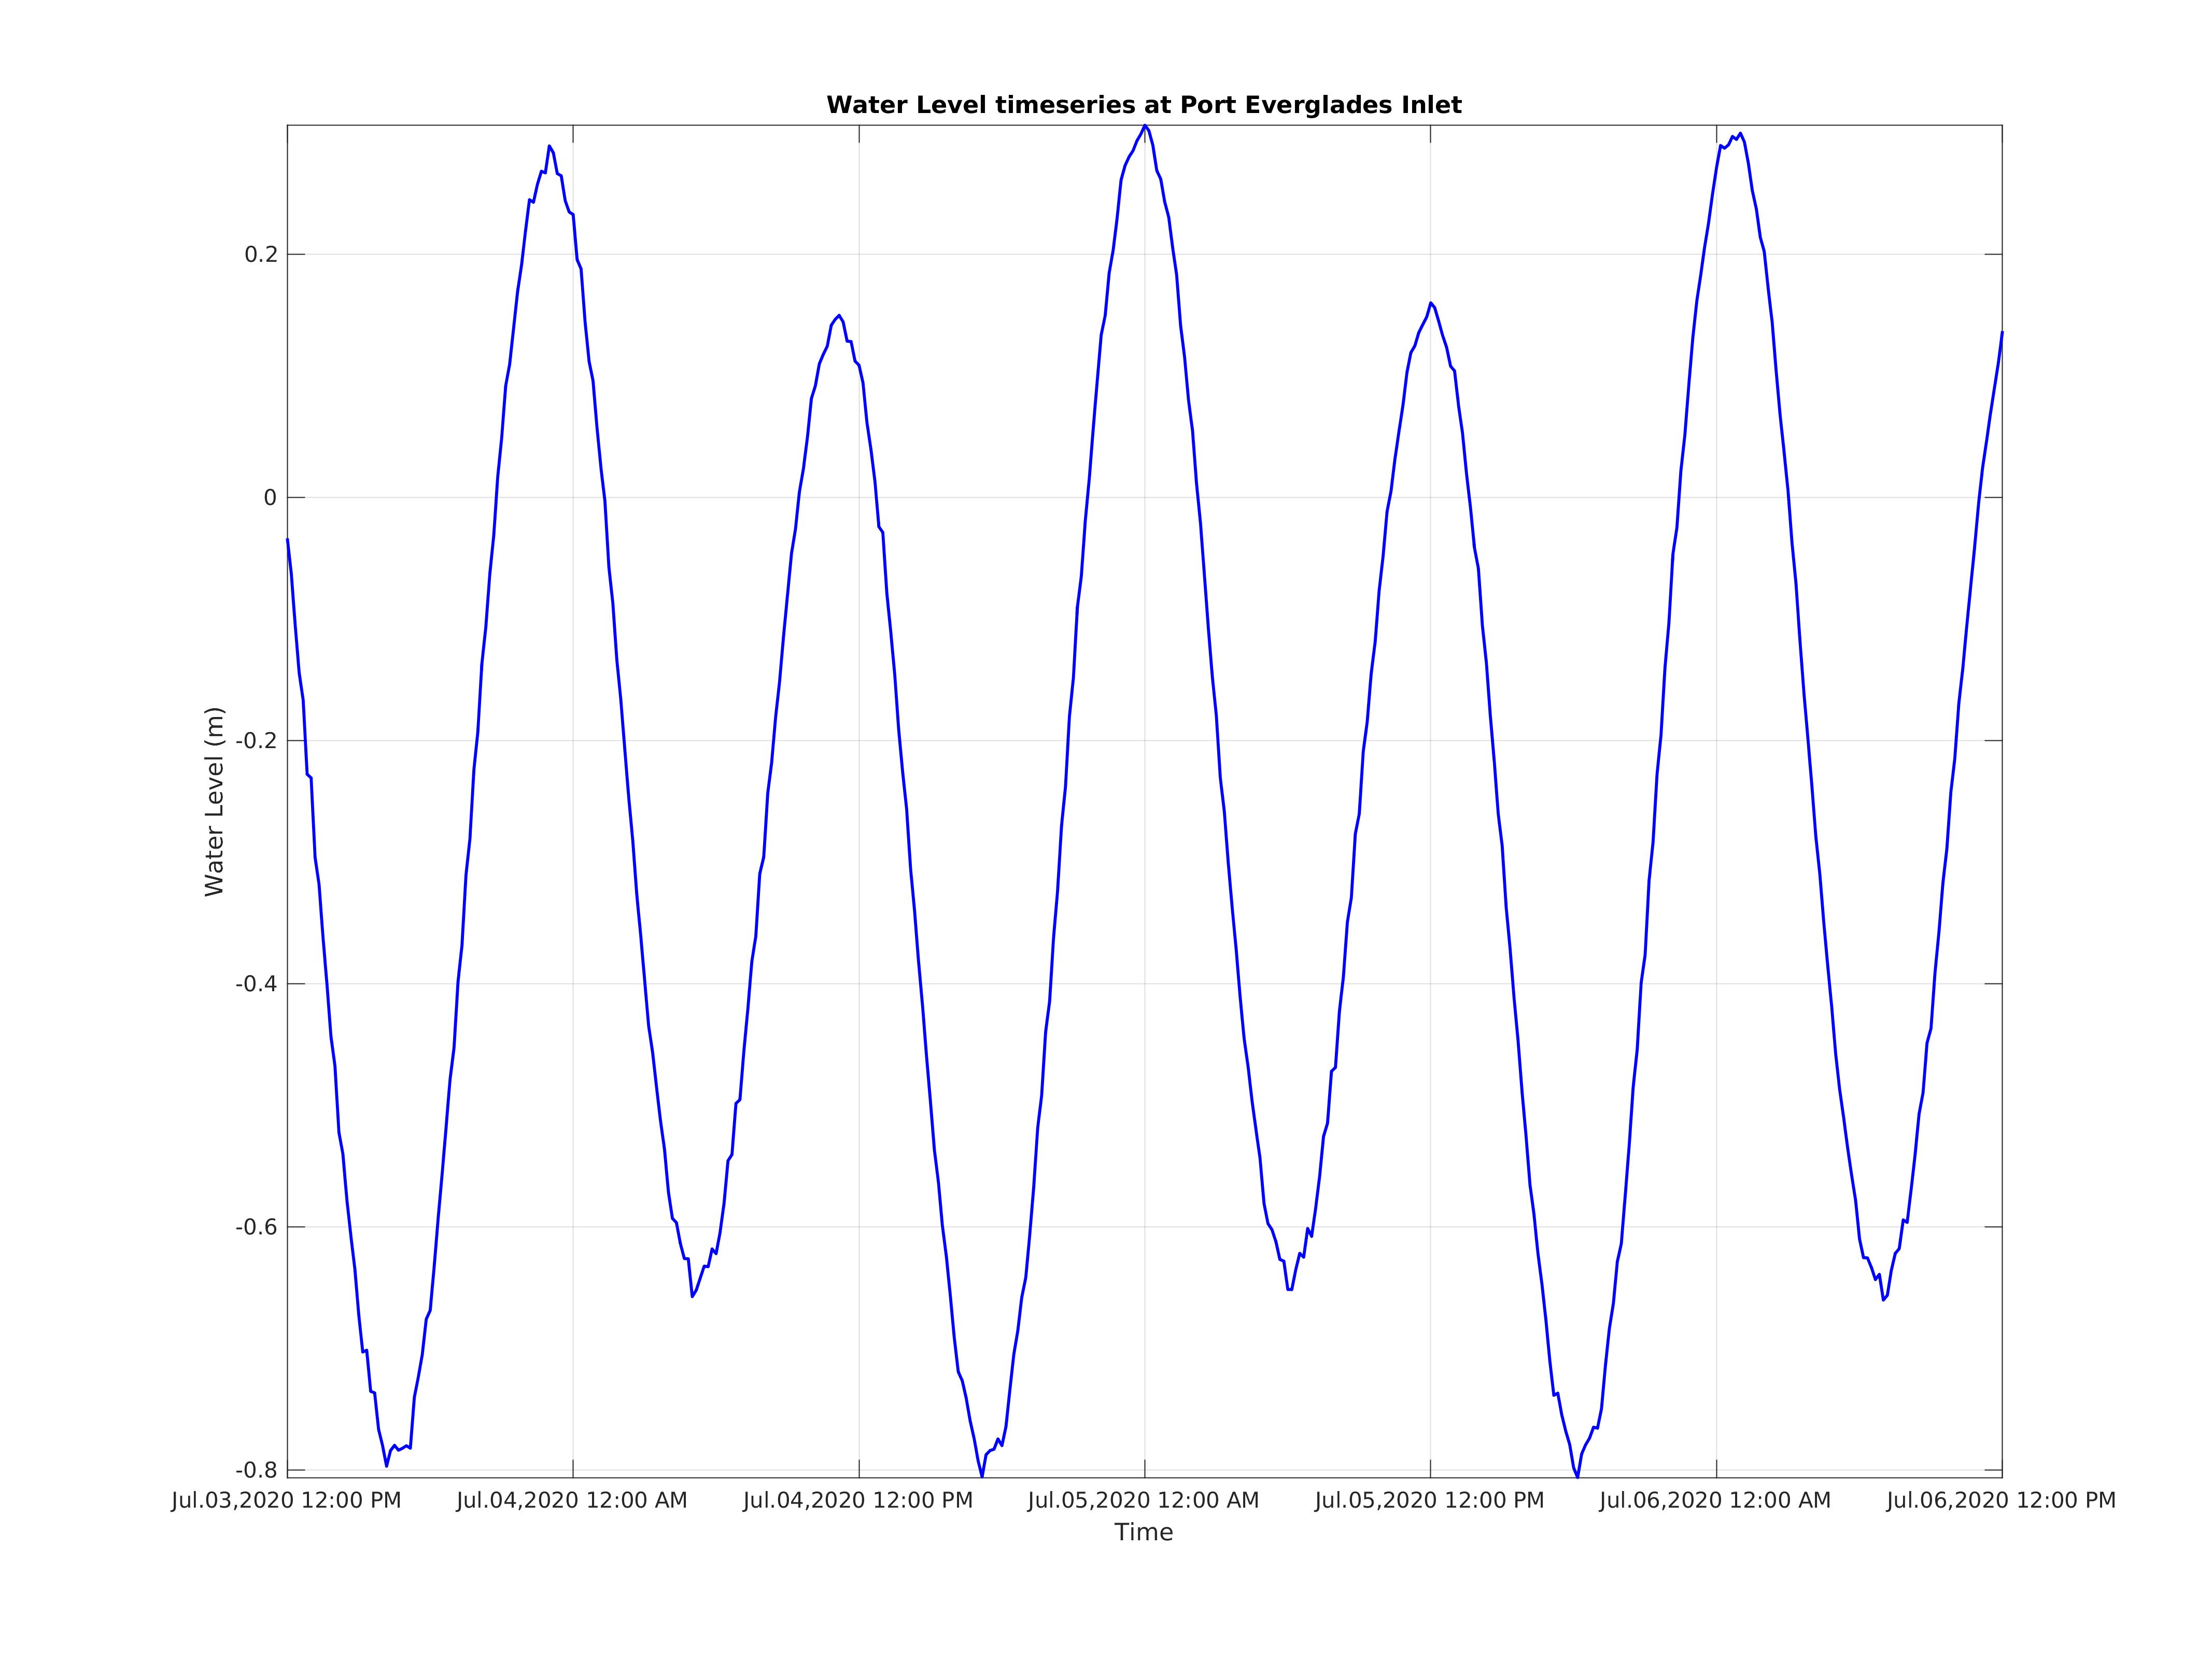 Water Level timeseries at Port Everglades Inlet
0.2
0
-0.2
-0.4
-0.6
-0.8
Water Level (m)
Jul.03,2020 12:00 PM
Jul.04,2020 12:00 AM
Jul.04,2020 12:00 PM
Jul.05,2020 12:00 AM
Jul.05,2020 12:00 PM
Jul.06,2020 12:00 AM
Jul.06,2020 12:00 PM
Time